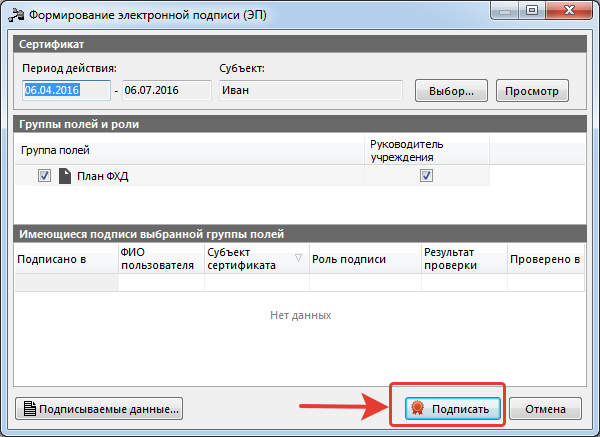 Формирование электронной подписи (ЭП)
Сертификат
Период действия: Субъект:
06.04.2016 - 06.07.2016 Иван Выбор... Просмотр
Группы полей и роли
Группа полей Руководитель учреждения
План ФХД
Имеющиеся подписи выбранной группы полей
Подписано в ФИО пользователя Субъект сертификата Роль подписи Результат проверки Проверено в
Нет данных
Подписываемые данные... Подписать Отмена